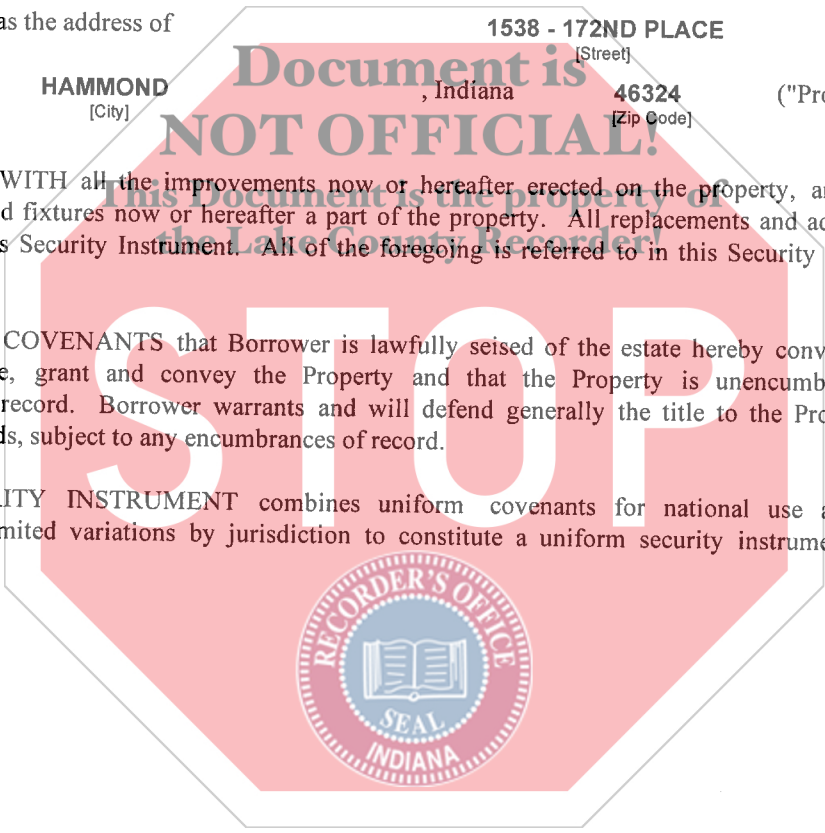 as the address of
1538 - 172ND PLACE
[Street]
HAMMOND , Indiana 46324 ("Pro
[City] [Zip Code]
Document is
NOT OFFICIAL!
This Document is the property of
the Lake County Recorder!
WITH all the improvements now or hereafter erected on the property, a
d fixtures now or hereafter a part of the property. All replacements and ad
s Security Instrument. All of the foregoing is referred to in this Security
COVENANTS that Borrower is lawfully seised of the estate hereby conv
e, grant and convey the Property and that the Property is unencumb
record. Borrower warrants and will defend generally the title to the Pro
ds, subject to any encumbrances of record.
RITY INSTRUMENT combines uniform covenants for national use a
mited variations by jurisdiction to constitute a uniform security instrume
STOP
RECORDER'S OFFICE
SEAL
INDIANA